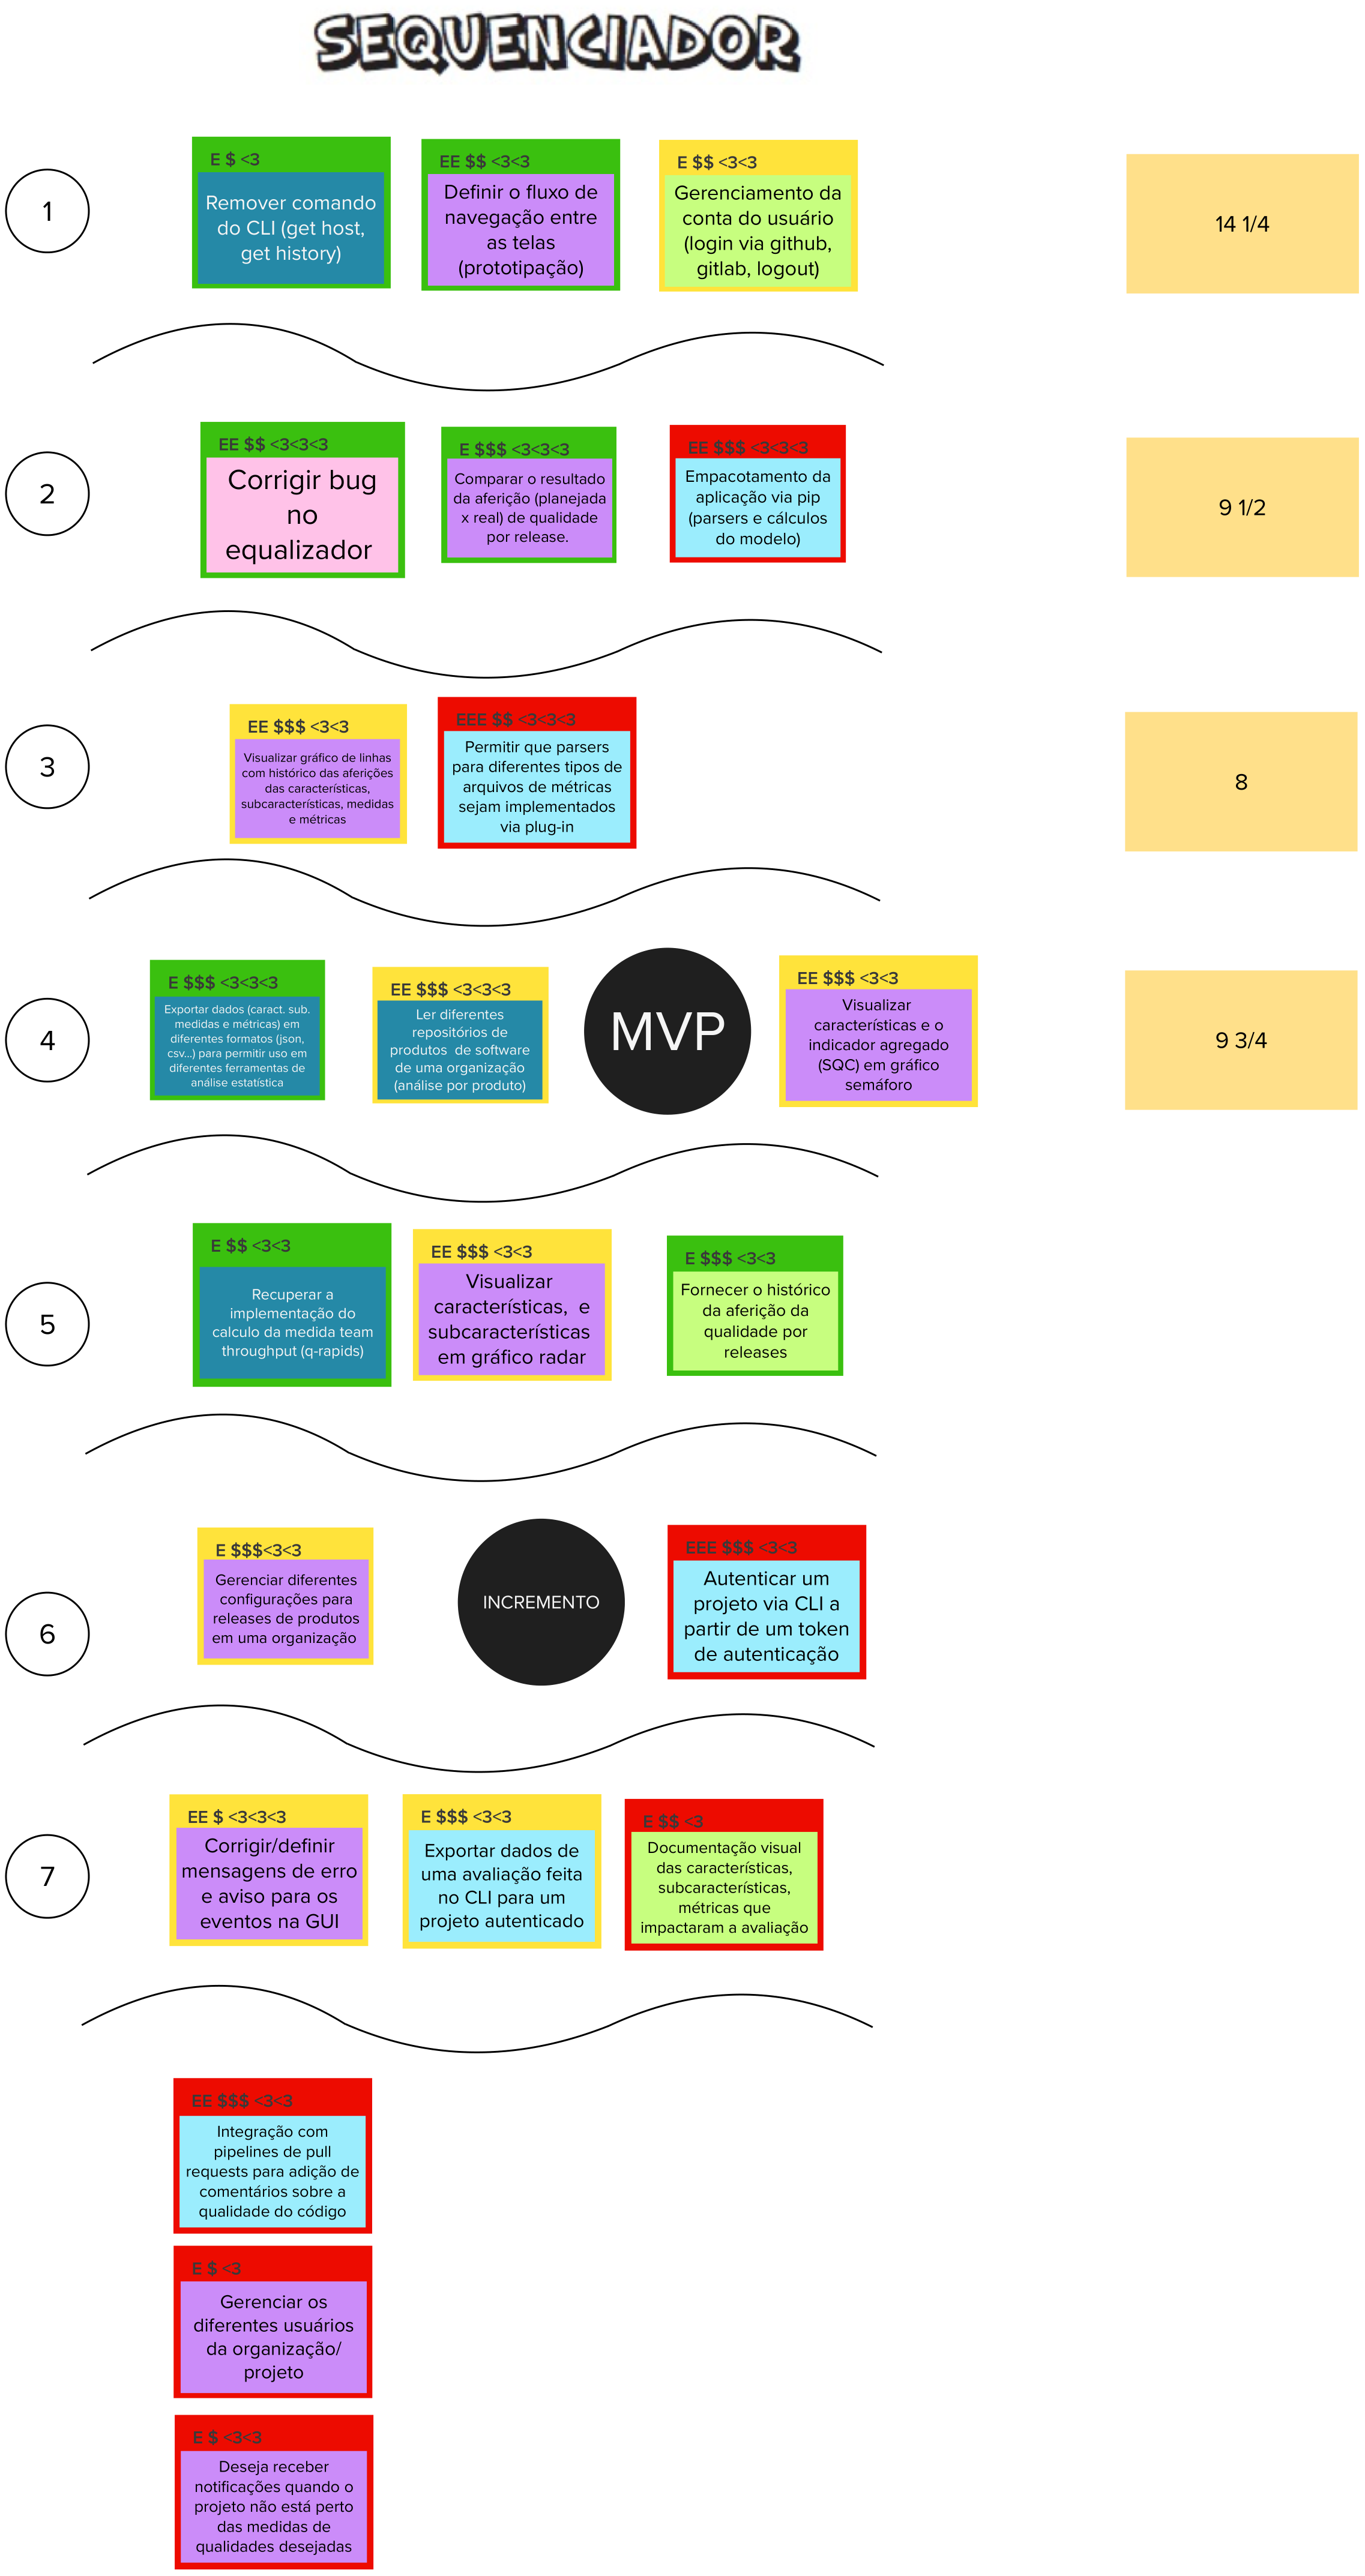 SEQUENCIADOR
1
E $ <3
Remover comando
do CLI (get host,
get history)
EE $$ <3<3
Definir o fluxo de
navegação entre
as telas
(prototipação)
E $$ <3<3
Gerenciamento da
conta do usuário
(login via github,
gitlab, logout)
14 1/4
2
EE $$ <3<3<3
Corrigir bug
no
equalizador
E $$$ <3<3<3
Comparar o resultado
da aferição (planejada
x real) de qualidade
por release.
EE $$$ <3<3<3
Empacotamento da
aplicação via pip
(parsers e cálculos
do modelo)
9 1/2
3
EE $$$ <3<3
Visualizar gráfico de linhas
com histórico das aferições
das características,
subcaracterísticas, medidas
e métricas
EEE $$ <3<3<3
Permitir que parsers
para diferentes tipos de
arquivos de métricas
sejam implementados
via plug-in
8
4
E $$$ <3<3<3
Exportar dados (caract. sub.
medidas e métricas) em
diferentes formatos (json,
csv...) para permitir uso em
diferentes ferramentas de
análise estatística
EE $$$ <3<3<3
Ler diferentes
repositórios de
produtos de software
de uma organização
(análise por produto)
MVP
EE $$$ <3<3
Visualizar
características e o
indicador agregado
(SQC) em gráfico
semáforo
9 3/4
5
E $$ <3<3
Recuperar a
implementação do
calculo da medida team
throughput (q-rapids)
EE $$$ <3<3
Visualizar
características, e
subcaracterísticas
em gráfico radar
E $$$ <3<3
Fornecer o histórico
da aferição da
qualidade por
releases
6
E $$$<3<3
Gerenciar diferentes
configurações para
releases de produtos
em uma organização
INCREMENTO
EEE $$$ <3<3
Autenticar um
projeto via CLI a
partir de um token
de autenticação
7
EE $ <3<3<3
Corrigir/definir
mensagens de erro
e aviso para os
eventos na GUI
E $$$ <3<3
Exportar dados de
uma avaliação feita
no CLI para um
projeto autenticado
E $$ <3
Documentação visual
das características,
subcaracterísticas,
métricas que
impactaram a avaliação
EE $$$ <3<3
Integração com
pipelines de pull
requests para adição de
comentários sobre a
qualidade do código
E $ <3
Gerenciar os
diferentes usuários
da organização/
projeto
E $ <3<3
Deseja receber
notificações quando o
projeto não está perto
das medidas de
qualidades desejadas